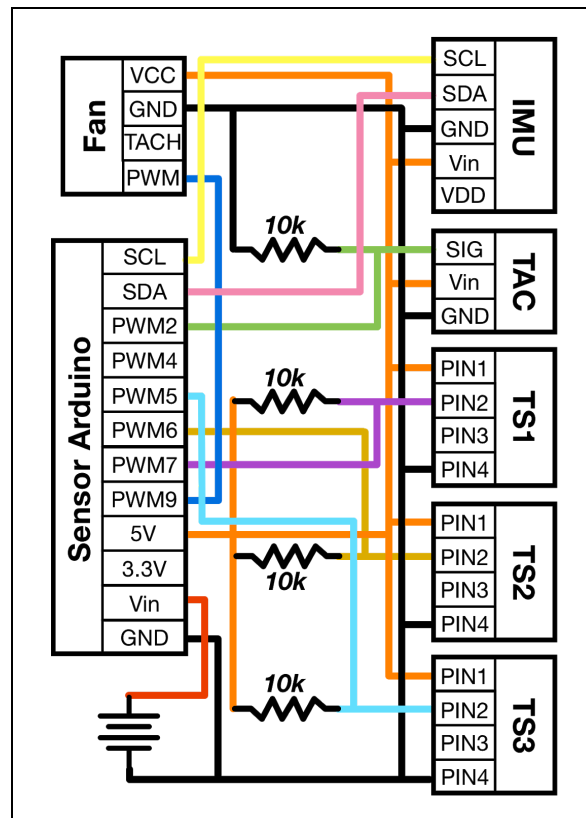 Fan
VCC
GND
TACH
PWM
IMU
SCL
SDA
GND
Vin
VDD
10k
TAC
SIG
Vin
GND
Sensor Arduino
SCL
SDA
PWM2
PWM4
PWM5
PWM6
PWM7
PWM9
5V
3.3V
Vin
GND
10k
TS1
PIN1
PIN2
PIN3
PIN4
10k
TS2
PIN1
PIN2
PIN3
PIN4
10k
TS3
PIN1
PIN2
PIN3
PIN4